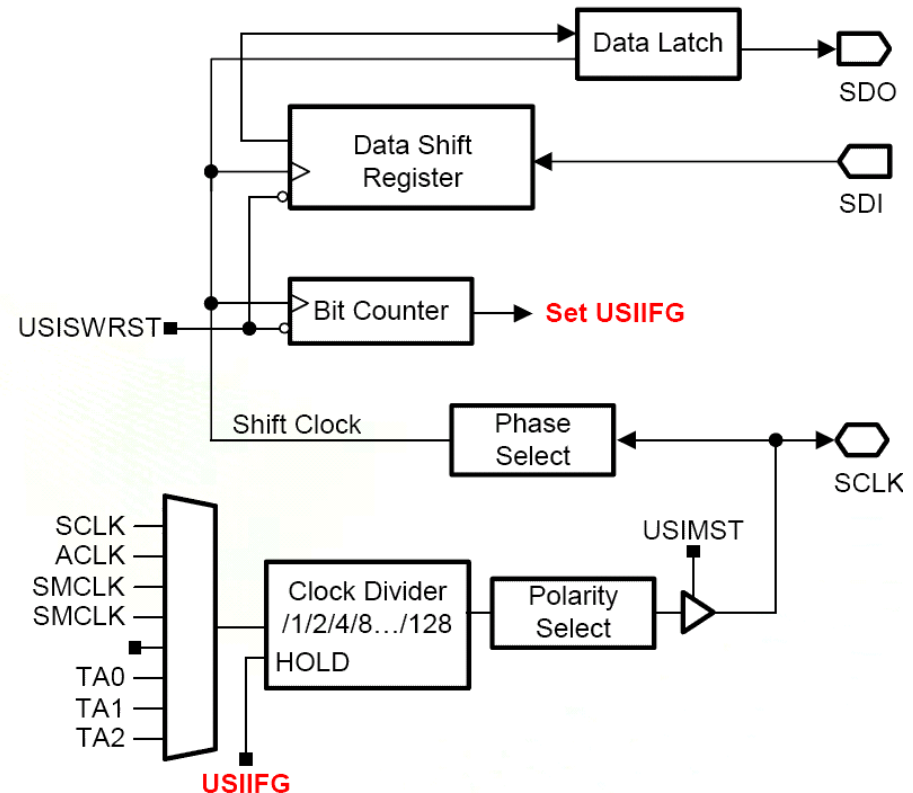 Data Latch
SDO
Data Shift
Register
SDI
Bit Counter
Set USIIFG
USISWRST
Shift Clock
Phase
Select
SCLK
SCLK
ACLK
SMCLK
SMCLK
TA0
TA1
TA2
Clock Divider
/1/2/4/8.../128
HOLD
USIIFG
Polarity
Select
USIMST